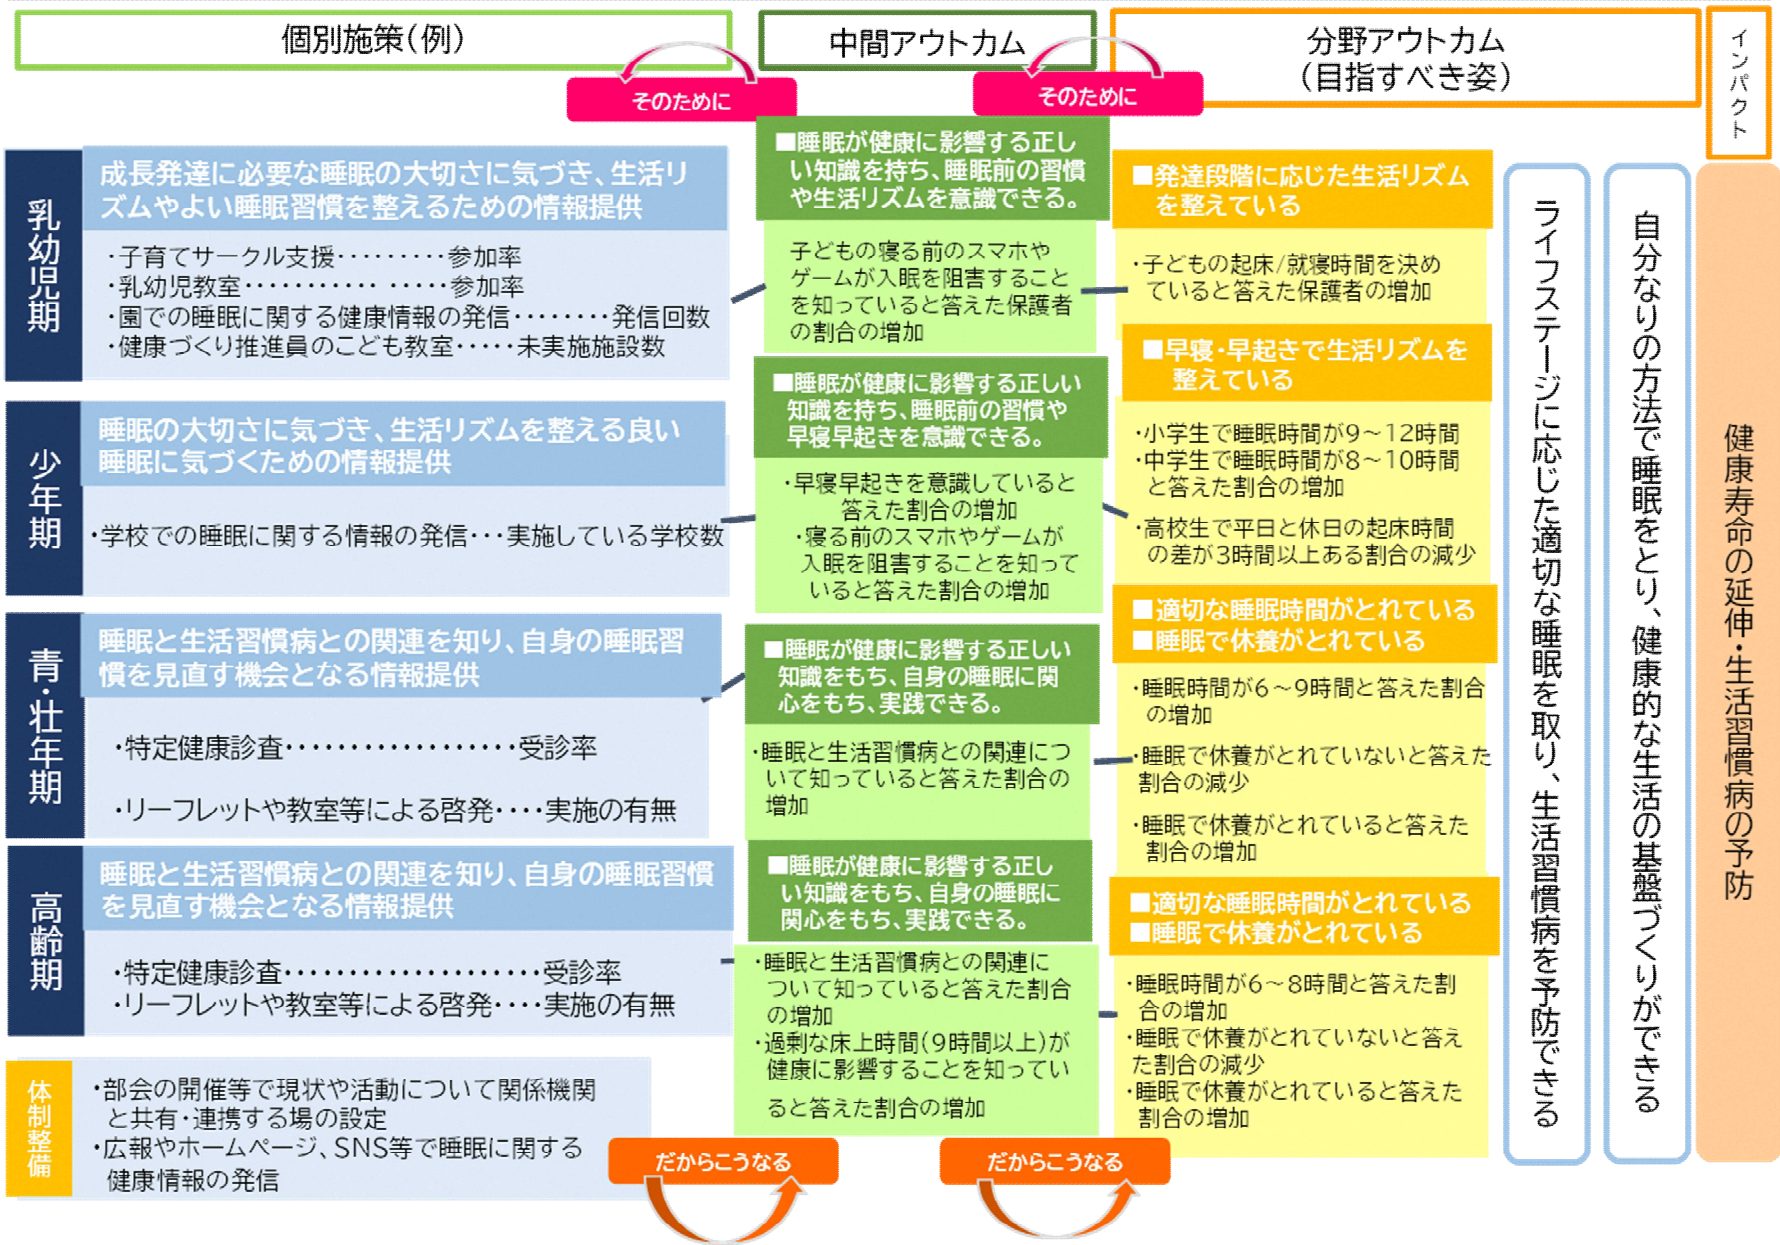 個別施策(例)
中間アウトカム
分野アウトカム
(目指すべき姿)
インパクト
そのために
そのために
乳幼児期
成長発達に必要な睡眠の大切さに気づき、生活リ
ズムやよい睡眠習慣を整えるための情報提供
・子育てサークル支援・・・・・・・・・参加率
・乳幼児教室・・・・・・・・・・・ ・・・・・参加率
・園での睡眠に関する健康情報の発信・・・・・・・・発信回数
・健康づくり推進員のこども教室・・・・・未実施施設数
■睡眠が健康に影響する正し
い知識を持ち、睡眠前の習慣
や生活リズムを意識できる。
子どもの寝る前のスマホや
ゲームが入眠を阻害すること
を知っていると答えた保護者
の割合の増加
■発達段階に応じた生活リズム
を整えている
・子どもの起床/就寝時間を決め
ていると答えた保護者の増加
少年期
睡眠の大切さに気づき、生活リズムを整える良い
睡眠に気づくための情報提供
・学校での睡眠に関する情報の発信・・・実施している学校数
■睡眠が健康に影響する正しい
知識を持ち、睡眠前の習慣や
早寝早起きを意識できる。
・早寝早起きを意識していると
答えた割合の増加
・寝る前のスマホやゲームが
入眠を阻害することを知って
いると答えた割合の増加
■早寝・早起きで生活リズムを
整えている
・小学生で睡眠時間が9～12時間
・中学生で睡眠時間が8～10時間
と答えた割合の増加
・高校生で平日と休日の起床時間
の差が3時間以上ある割合の減少
青・壮年期
睡眠と生活習慣病との関連を知り、自身の睡眠習
慣を見直す機会となる情報提供
・特定健康診査・・・・・・・・・・・・・・・・・・受診率
・リーフレットや教室等による啓発・・・・実施の有無
■睡眠が健康に影響する正しい
知識をもち、自身の睡眠に関
心をもち、実践できる。
・睡眠と生活習慣病との関連につ
いて知っていると答えた割合の
増加
■適切な睡眠時間がとれている
■睡眠で休養がとれている
・睡眠時間が6～9時間と答えた割合
の増加
・睡眠で休養がとれていないと答えた
割合の減少
・睡眠で休養がとれていると答えた
割合の増加
高齢期
睡眠と生活習慣病との関連を知り、自身の睡眠習慣
を見直す機会となる情報提供
・特定健康診査・・・・・・・・・・・・・・・・・・・・受診率
・リーフレットや教室等による啓発・・・・実施の有無
■睡眠が健康に影響する正し
い知識をもち、自身の睡眠に
関心をもち、実践できる。
・睡眠と生活習慣病との関連に
ついて知っていると答えた割合
の増加
・過剰な床上時間(9時間以上)が
健康に影響することを知ってい
ると答えた割合の増加
■適切な睡眠時間がとれている
■睡眠で休養がとれている
・睡眠時間が6～8時間と答えた割
合の増加
・睡眠で休養がとれていないと答え
た割合の減少
・睡眠で休養がとれていると答えた
割合の増加
体制整備
・部会の開催等で現状や活動について関係機関
と共有・連携する場の設定
・広報やホームページ、SNS等で睡眠に関する
健康情報の発信
だからこうなる
だからこうなる
ライフステージに応じた適切な睡眠を取り、生活習慣病を予防できる
自分なりの方法で睡眠をとり、健康的な生活の基盤づくりができる
健康寿命の延伸・生活習慣病の予防